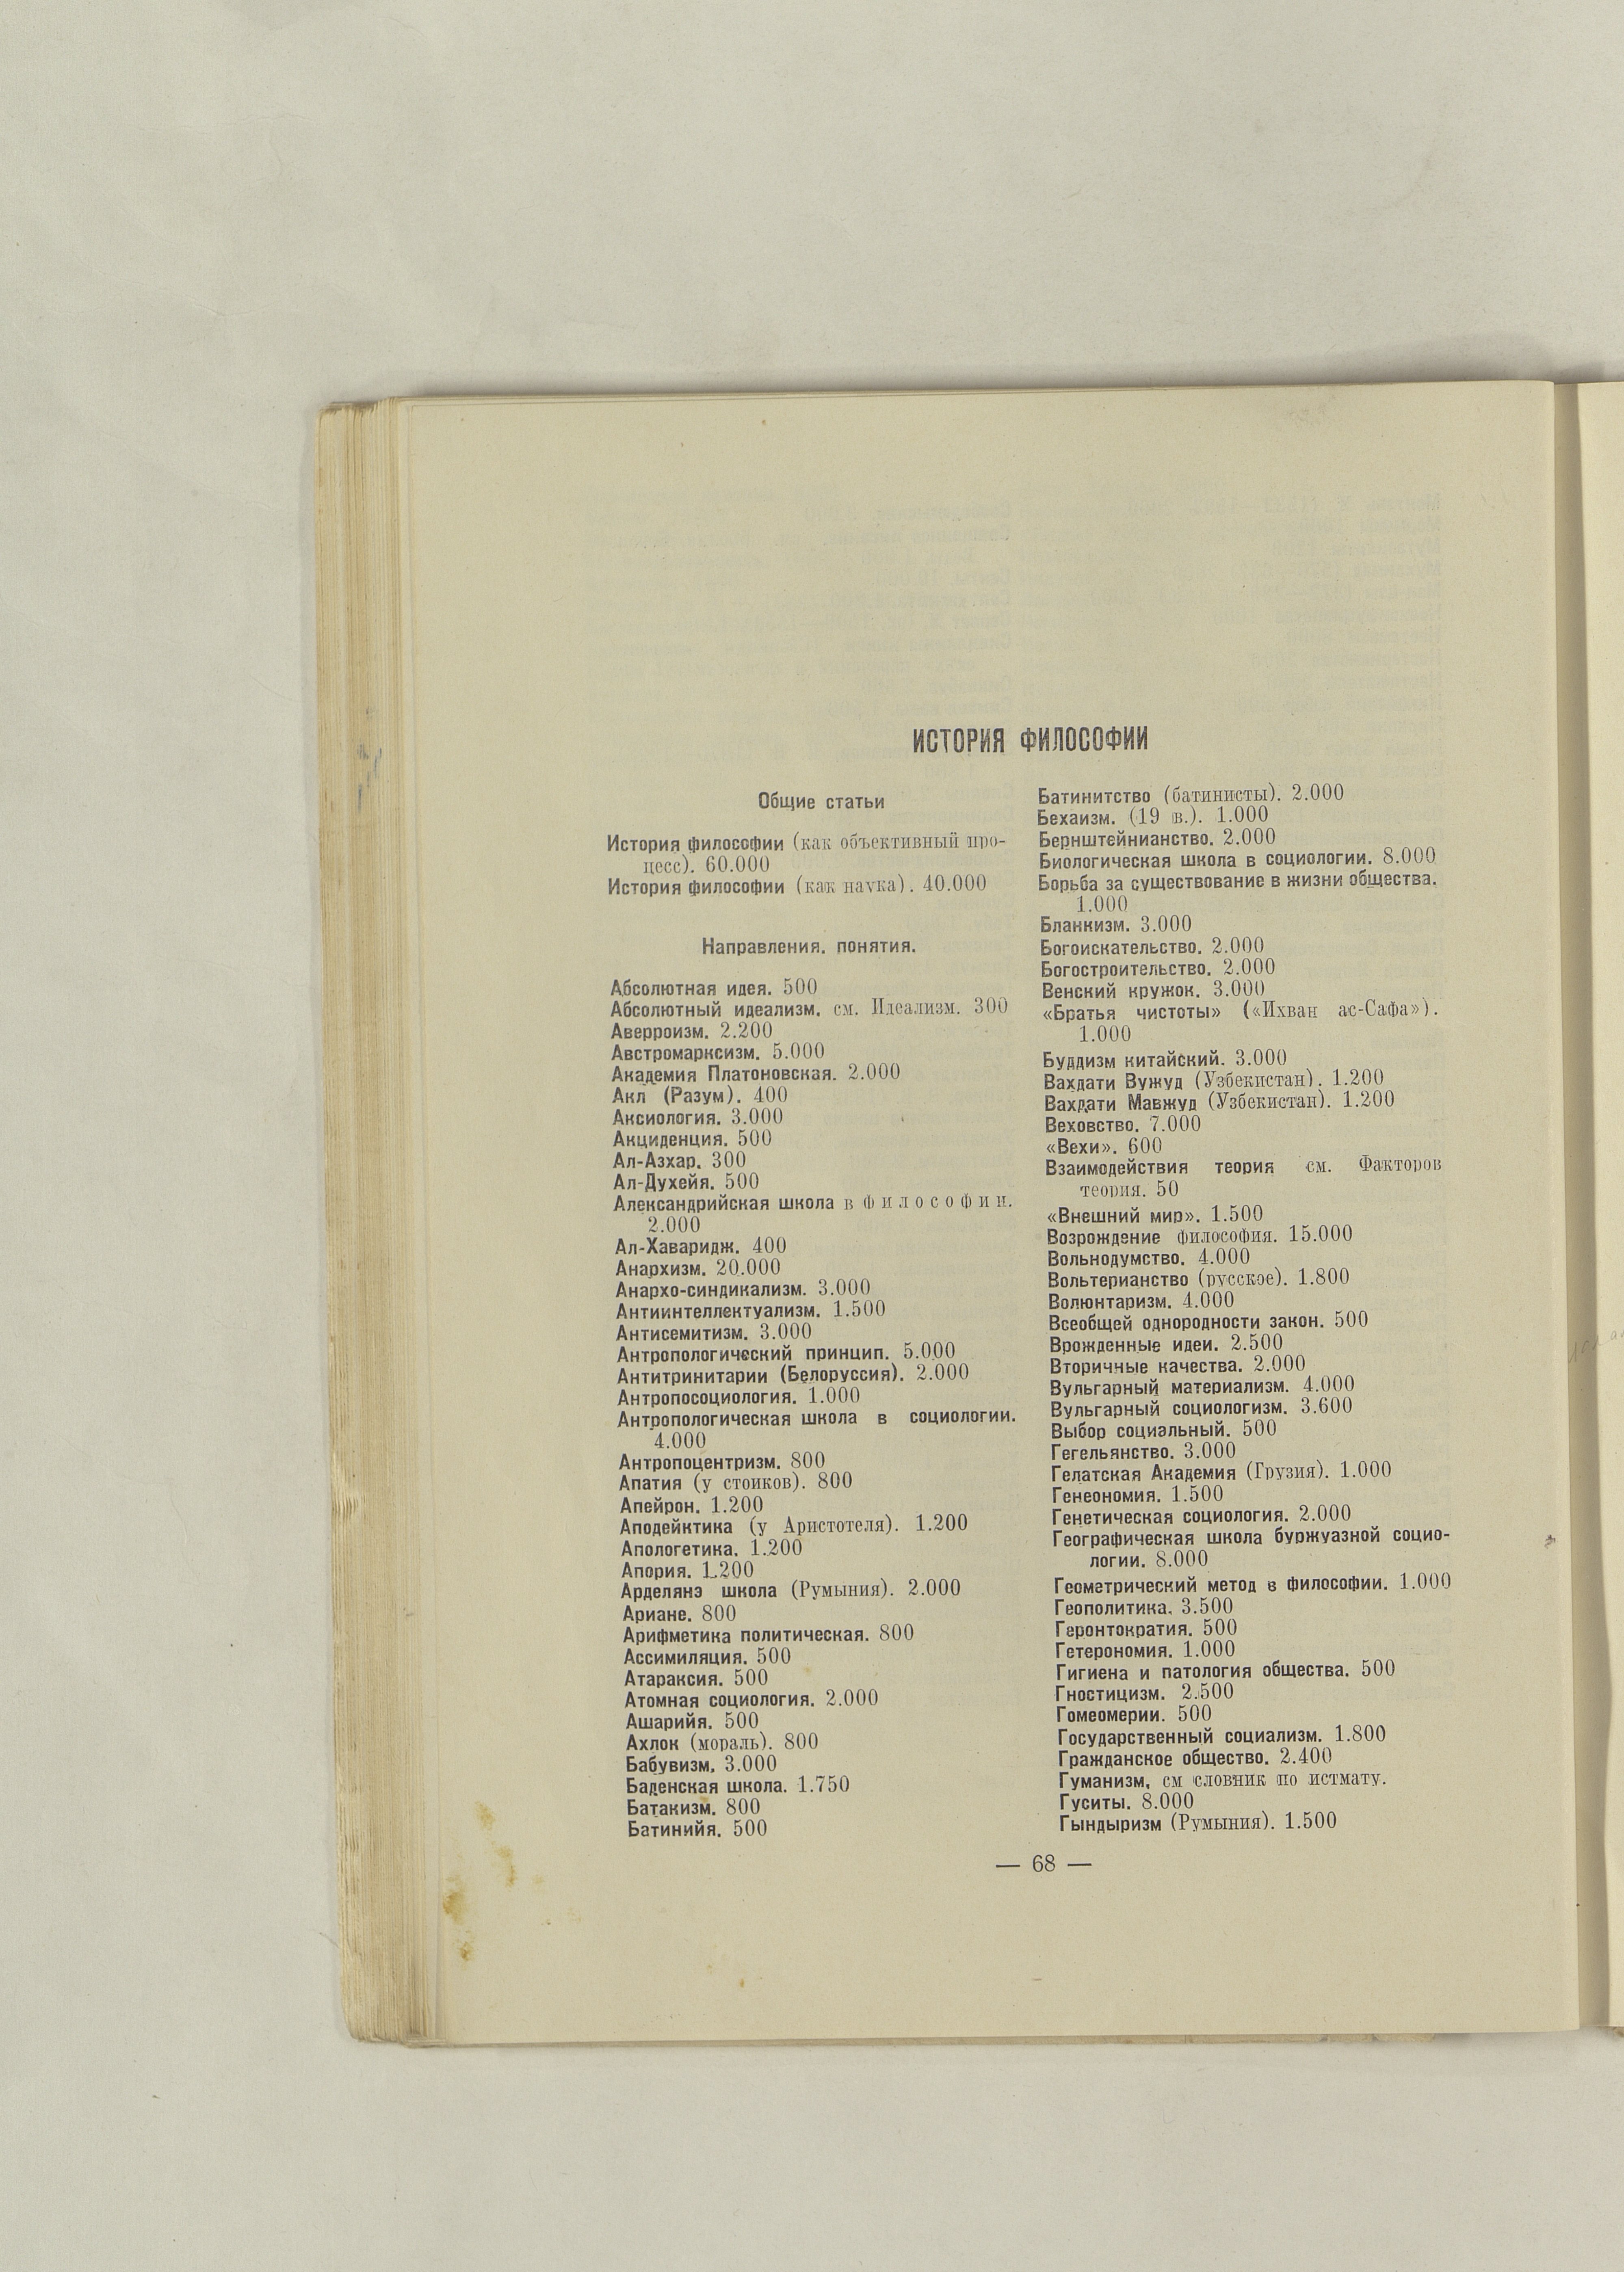 ИСТОРИЯ ФИЛОСОФИИ
Общие статьи
История философии (как объективный про-
цесс). 60.000
История философии (как наука). 40.000
Направления, понятия.
Абсолютная идея. 500
Абсолютный идеализм, см. Идеализм. 300
Аверроизм. 2.200
Австромарксизм. 5.000
Академия Платоновская. 2.000
Акл (Разум). 400
Аксиология. 3.000
Акциденция. 500
Ал-Азхар. 300
Ал-Духейя. 500
Александрийская школа в философии.
2.000
Ал-Хаваридж. 400
Анархизм. 20.000
Анархо-синдикализм. 3.000
Антиинтеллектуализм. 1.500
Антисемитизм. 3.000
Антропологический принцип. 5.000
Антитринитарии (Белоруссия). 2.000
Антропосоциология. 1.000
Антропологическая школа в социологии.
4.000
Антропоцентризм. 800
Апатия (у стоиков). 800
Апейрон. 1.200
Аподейктика (у Аристотеля). 1.200
Апологетика. 1.200
Апория. 1.200
Арделянэ школа (Румыния). 2.000
Ариане. 800
Арифметика политическая. 800
Ассимиляция. 500
Атараксия. 500
Атомная социология. 2.000
Ашарийя. 500
Ахлок (мораль). 800
Бабувизм. 3.000
Баденская школа. 1.750
Батакизм. 800
Батинийя. 500
Батинитство (батинисты). 2.000
Бехаизм. (19 в.). 1.000
Бернштейнианство. 2.000
Биологическая школа в социологии. 8.000
Борьба за существование в жизни общества.
1.000
Бланкизм. 3.000
Богоискательство. 2.000
Богостроительство. 2.000
Венский кружок. 3.000
«Братья чистоты» («Ихван ас-Сафа»).
1.000
Буддизм китайский. 3.000
Вахдати Вужуд (Узбекистан). 1.200
Вахдати Мавжуд (Узбекистан). 1.200
Веховство. 7.000
«Вехи». 600
Взаимодействия теория см. Факторов
теория. 50
«Внешний мир». 1.500
Возрождение философия. 15.000
Вольнодумство. 4.000
Вольтерианство (русское). 1.800
Волюнтаризм. 4.000
Всеобщей однородности закон. 500
Врожденные идеи. 2.500
Вторичные качества. 2.000
Вульгарный материализм. 4.000
Вульгарный социологизм. 3.600
Выбор социальный. 500
Гегельянство. 3.000
Гелатская Академия (Грузия). 1.000
Генеономия. 1.500
Генетическая социология. 2.000
Географическая школа буржуазной социо-
логии. 8.000
Геометрический метод в философии. 1.000
Геополитика. 3.500
Геронтократия. 500
Гетерономия. 1.000
Гигиена и патология общества. 500
Гностицизм. 2.500
Гомеомерии. 500
Государственный социализм. 1.800
Гражданское общество. 2.400
Гуманизм, см словник по истмату.
Гуситы. 8.000
Гындыризм (Румыния). 1.500
— 68 —